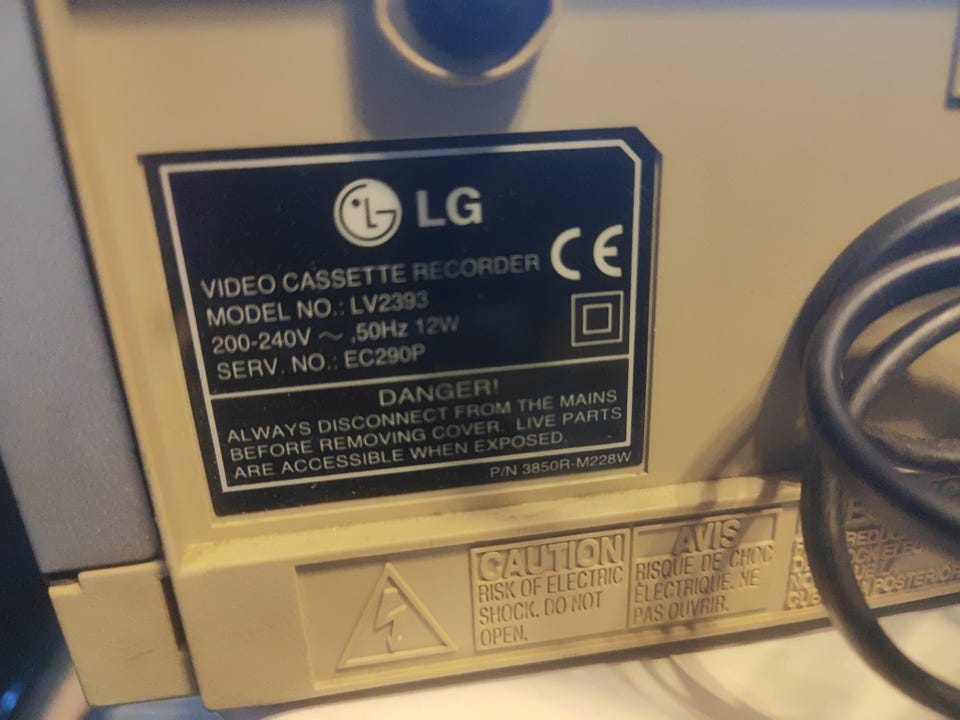 LG
VIDEO CASSETTE RECORDER
CE
MODEL NO.: LV2393
200-240V ~ ,50Hz 12W
SERV. NO.: EC290P
DANGER!
ALWAYS DISCONNECT FROM THE MAINS
BEFORE REMOVING COVER. LIVE PARTS
ARE ACCESSIBLE WHEN EXPOSED.
P/N 3850R-M228W
CAUTION
RISK OF ELECTRIC
SHOCK. DO NOT
OPEN.
AVIS
RISQUE DE CHOC
ÉLECTRIQUE. NE
PAS OUVRIR.